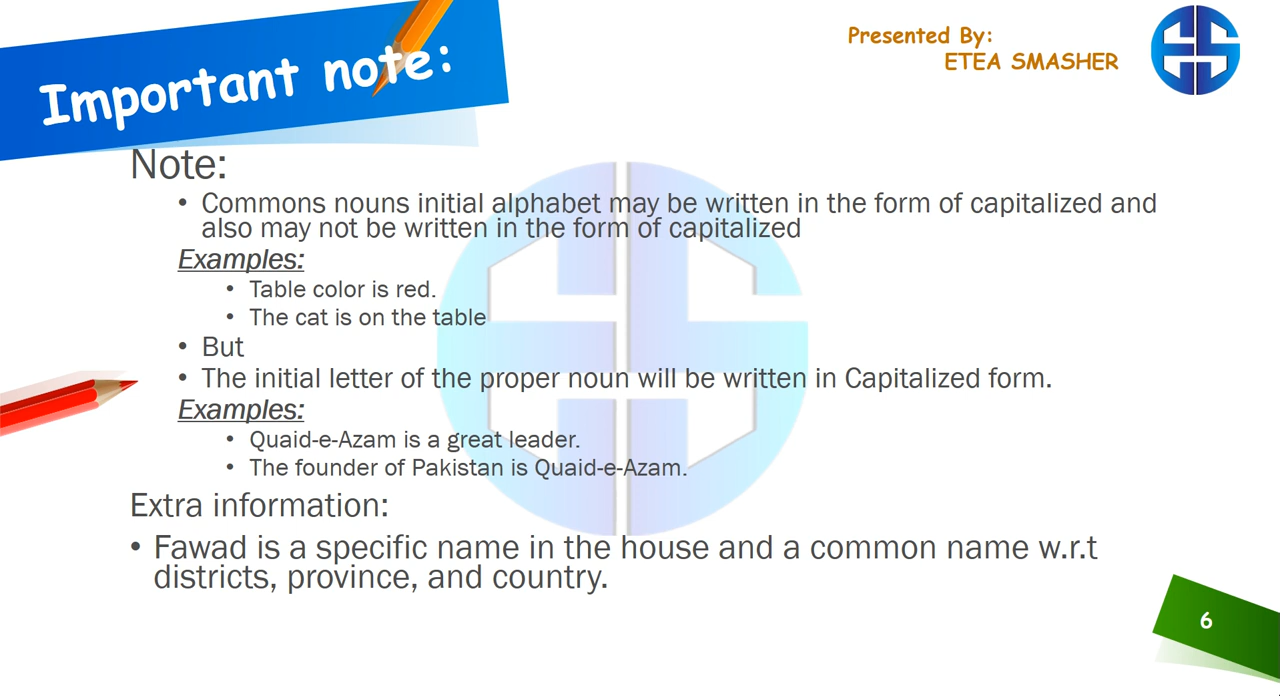 Important note:
Presented By:
ETEA SMASHER
Note:
• Commons nouns initial alphabet may be written in the form of capitalized and
also may not be written in the form of capitalized
Examples:
• Table color is red.
• The cat is on the table
• But
• The initial letter of the proper noun will be written in Capitalized form.
Examples:
• Quaid-e-Azam is a great leader.
• The founder of Pakistan is Quaid-e-Azam.
Extra information:
• Fawad is a specific name in the house and a common name w.r.t
districts, province, and country.
6